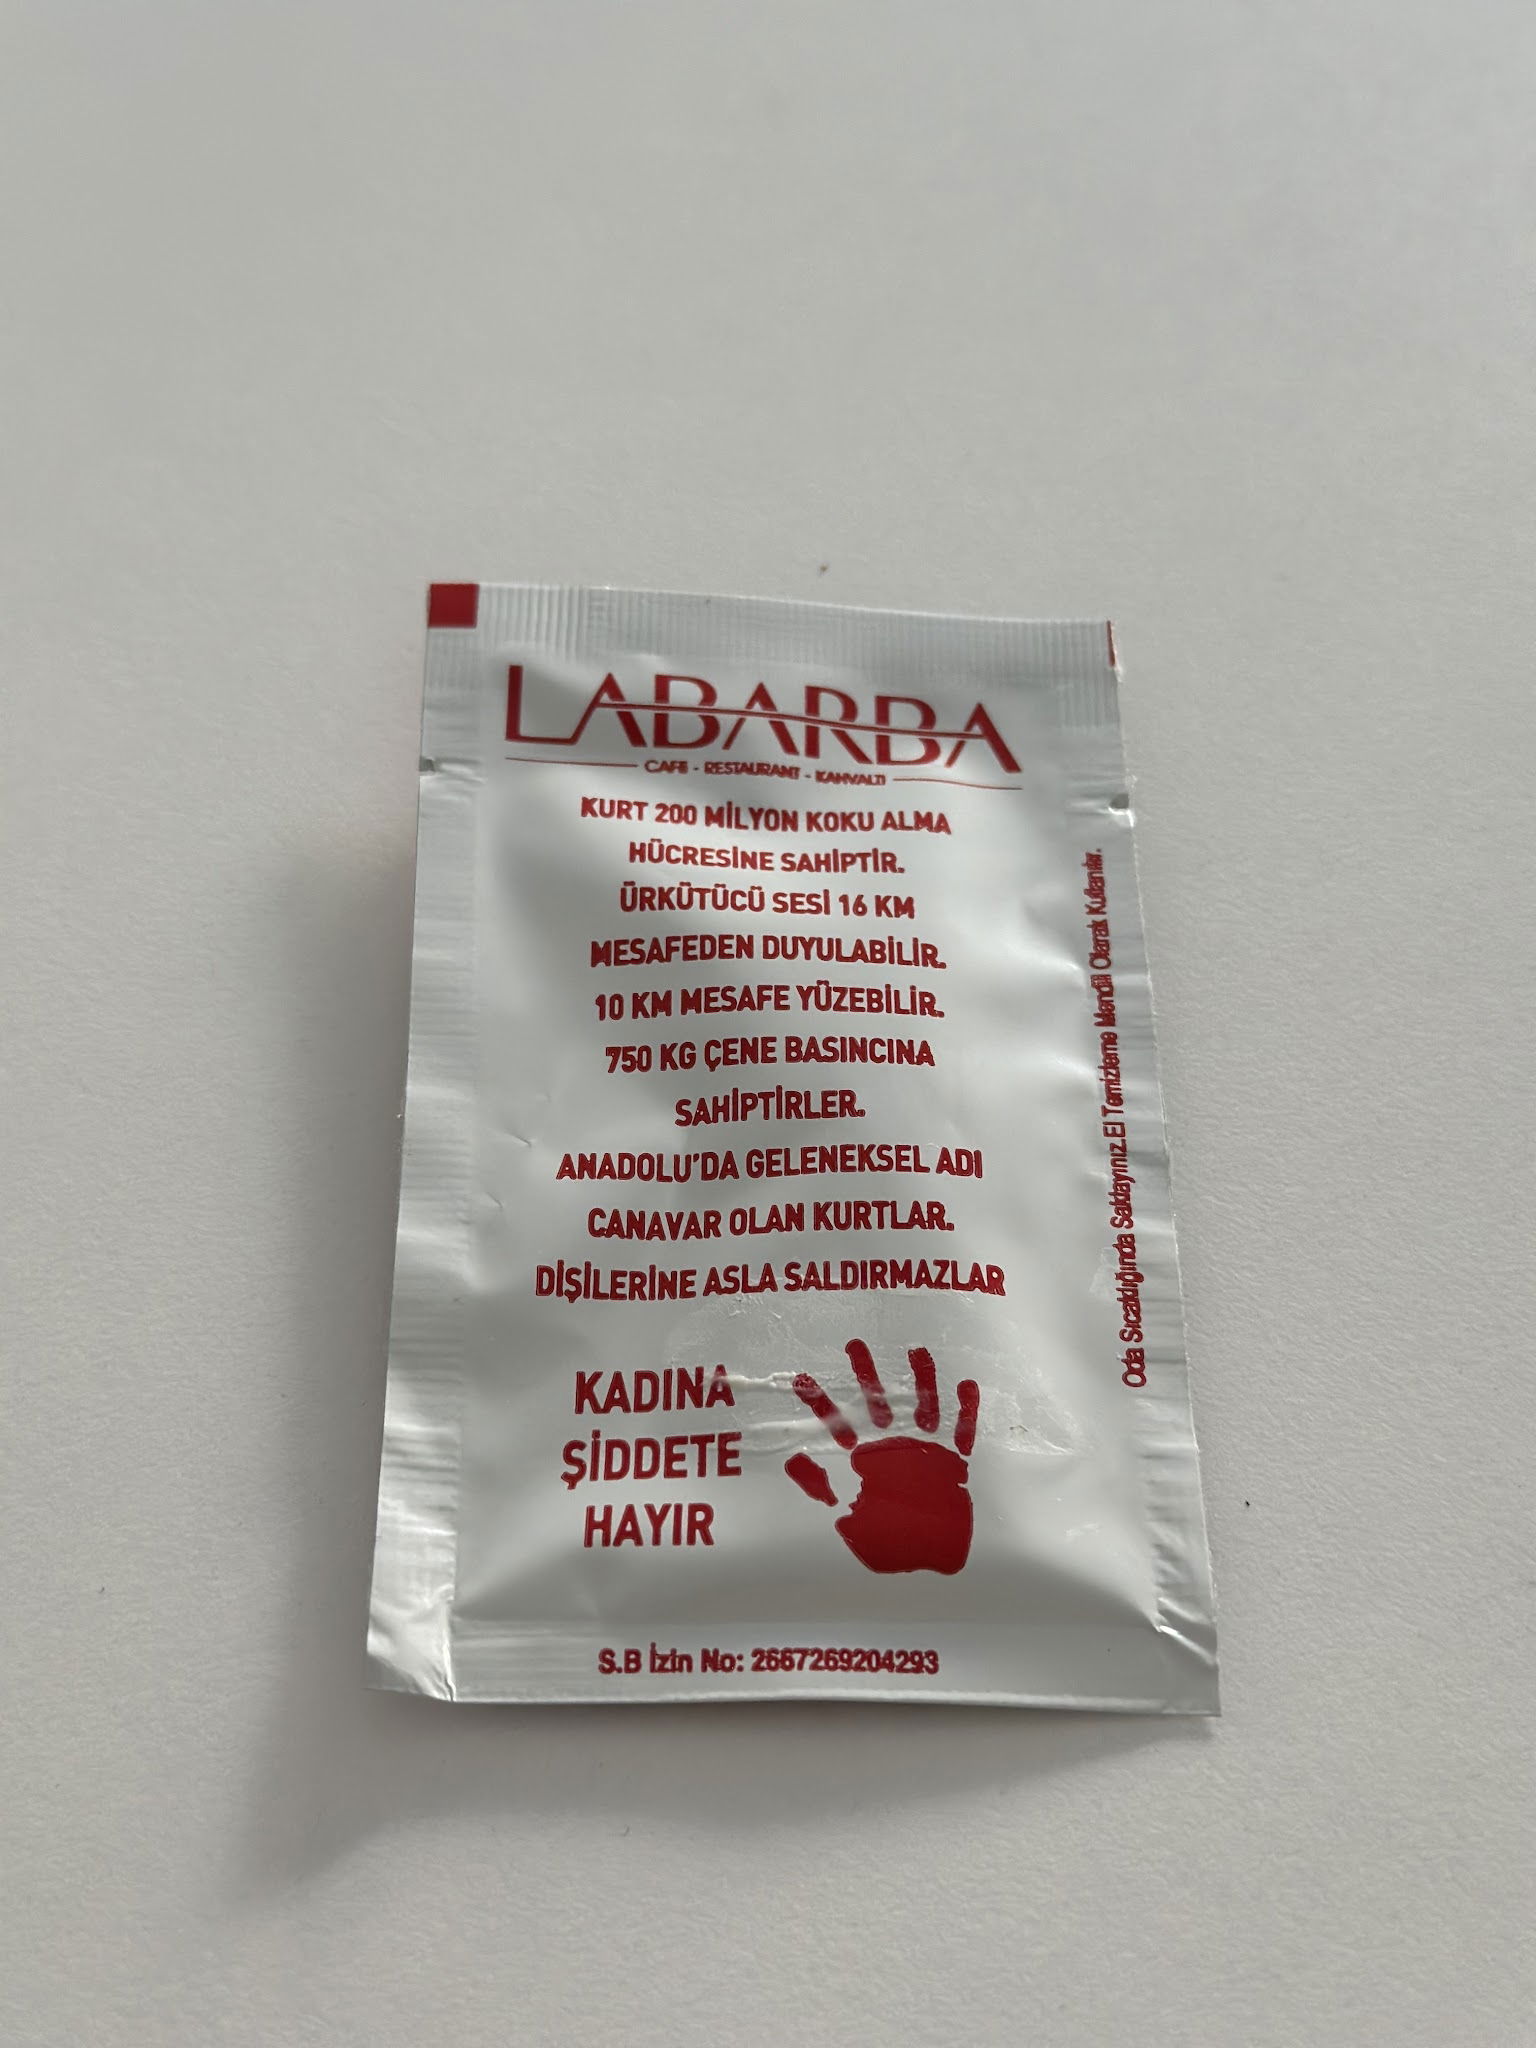 LABARBA
CAFE - RESTAURANT - KAHVALTI
KURT 200 MİLYON KOKU ALMA
HÜCRESİNE SAHİPTİR.
ÜRKÜTÜCÜ SESİ 16 KM
MESAFEDEN DUYULABİLİR.
10 KM MESAFE YÜZEBİLİR.
750 KG ÇENE BASINCINA
SAHİPTİRLER.
ANADOLU'DA GELENEKSEL ADI
CANAVAR OLAN KURTLAR.
DİŞİLERİNE ASLA SALDIRMAZLAR
KADINA
ŞİDDETE
HAYIR
S.B İzin No: 2667269204293
Oda Sıcaklığında Saklayınız.El Temizleme Mendili Olarak Kullanılır.